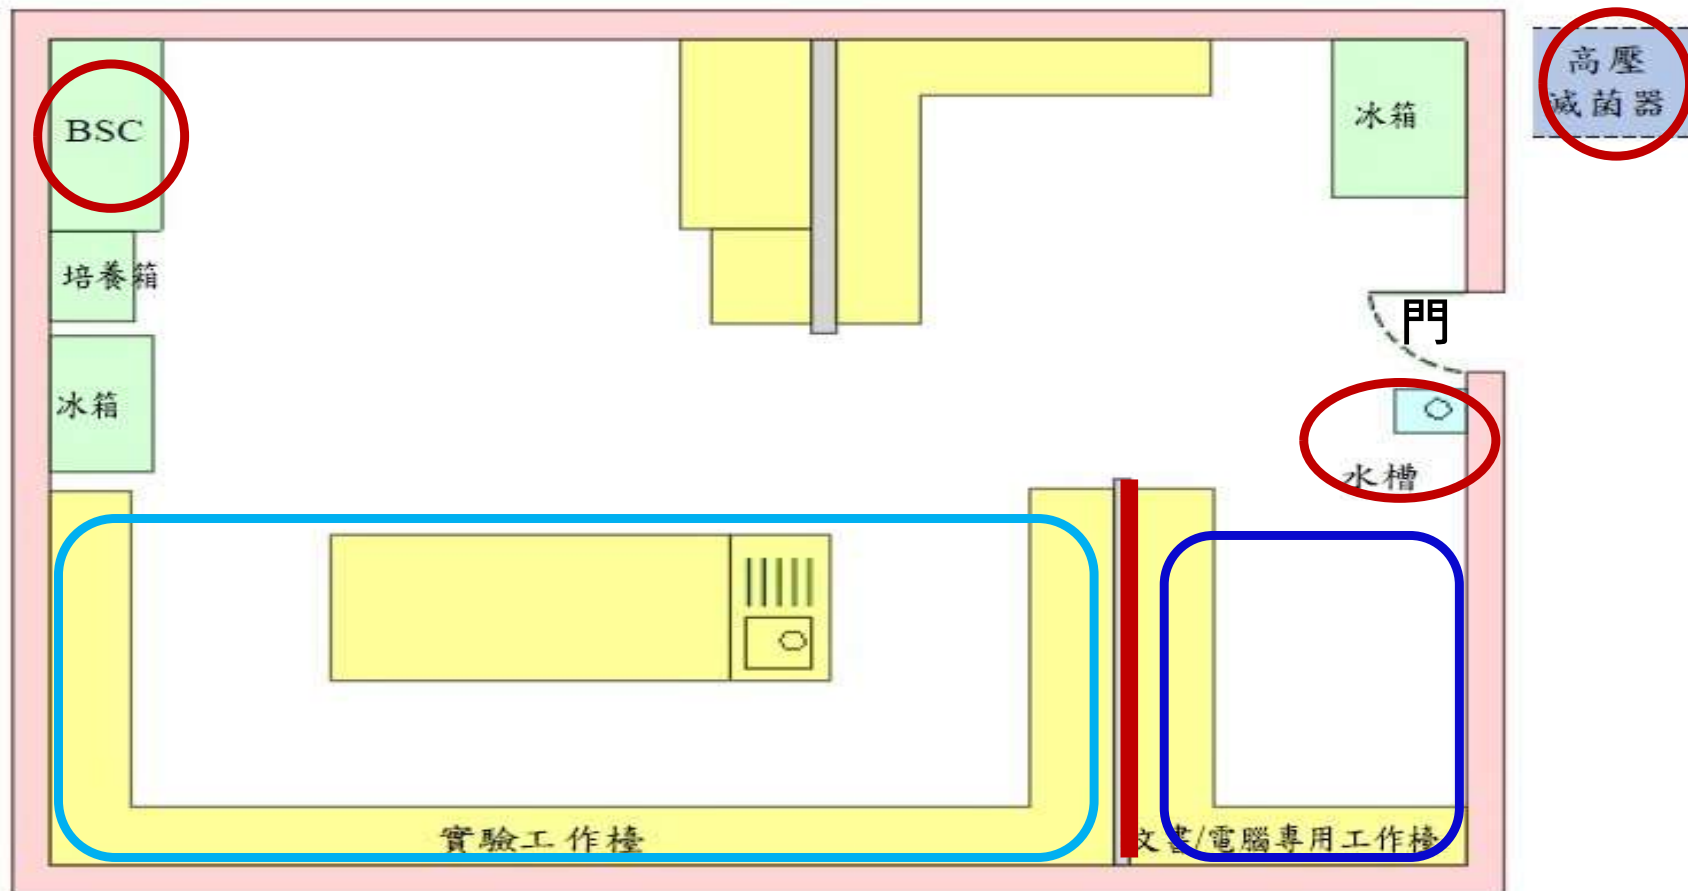 高壓
滅菌器
BSC
冰箱
培養箱
門
冰箱
水槽
實驗工作檯
文書/電腦專用工作檯